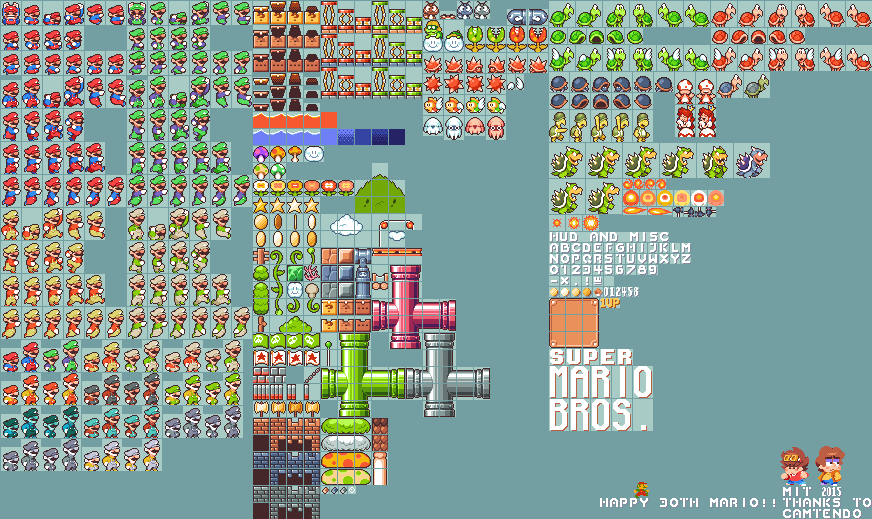 HUD AND MISC
ABCDEFGHIJKLM
NOPQRSTUVWXYZ
0123456789
-×.!
012456
1UP
SUPER
MARIO
BROS.
MIT 2015
HAPPY 30TH MARIO!! THANKS TO
CAMTENDO